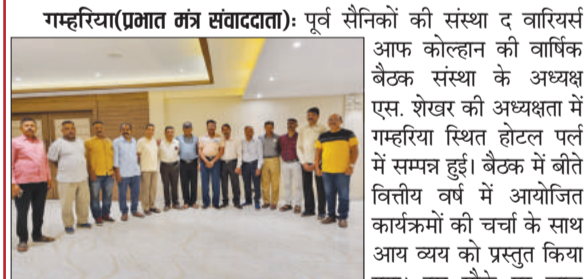 गम्हरिया(प्रभात मंत्र संवाददाता): पूर्व सैनिकों की संस्था द वारियर्स
आफ कोल्हान की वार्षिक
बैठक संस्था के अध्यक्ष
एस. शेखर की अध्यक्षता में
गम्हरिया स्थित होटल पल
में सम्पन्न हुई। बैठक में बीते
वित्तीय वर्ष में आयोजित
कार्यक्रमों की चर्चा के साथ
आय व्यय को प्रस्तुत किया